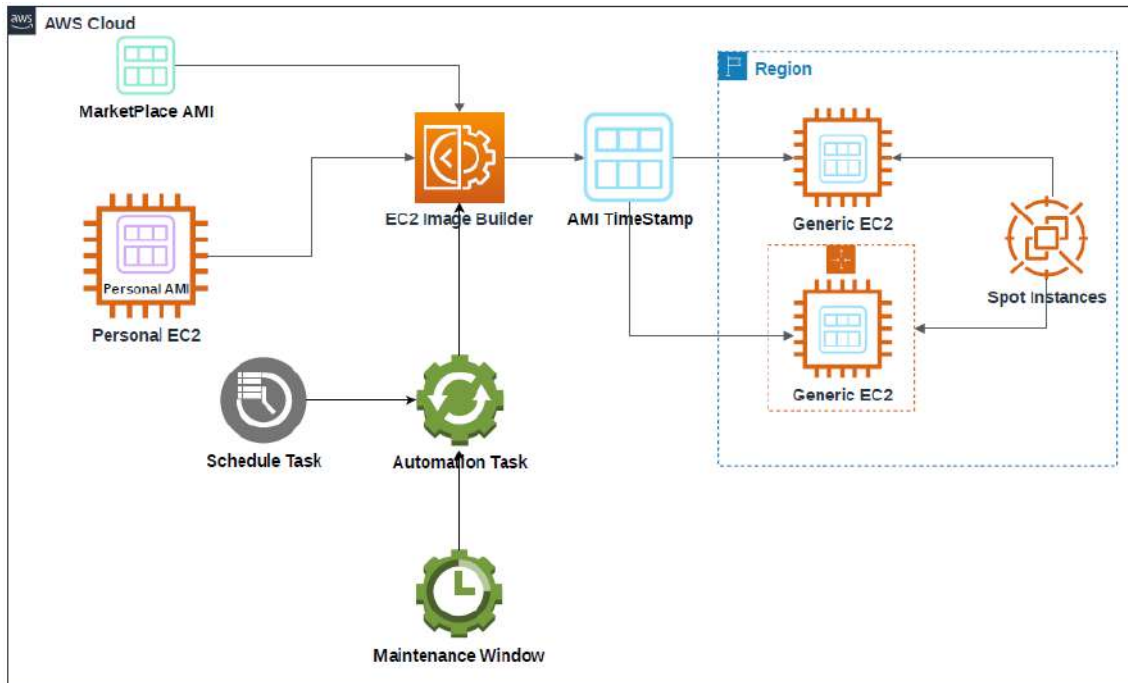 aws
AWS Cloud
MarketPlace AMI
Region
EC2 Image Builder
AMI TimeStamp
Generic EC2
Personal AMI
Personal EC2
Spot Instances
Generic EC2
Schedule Task
Automation Task
Maintenance Window